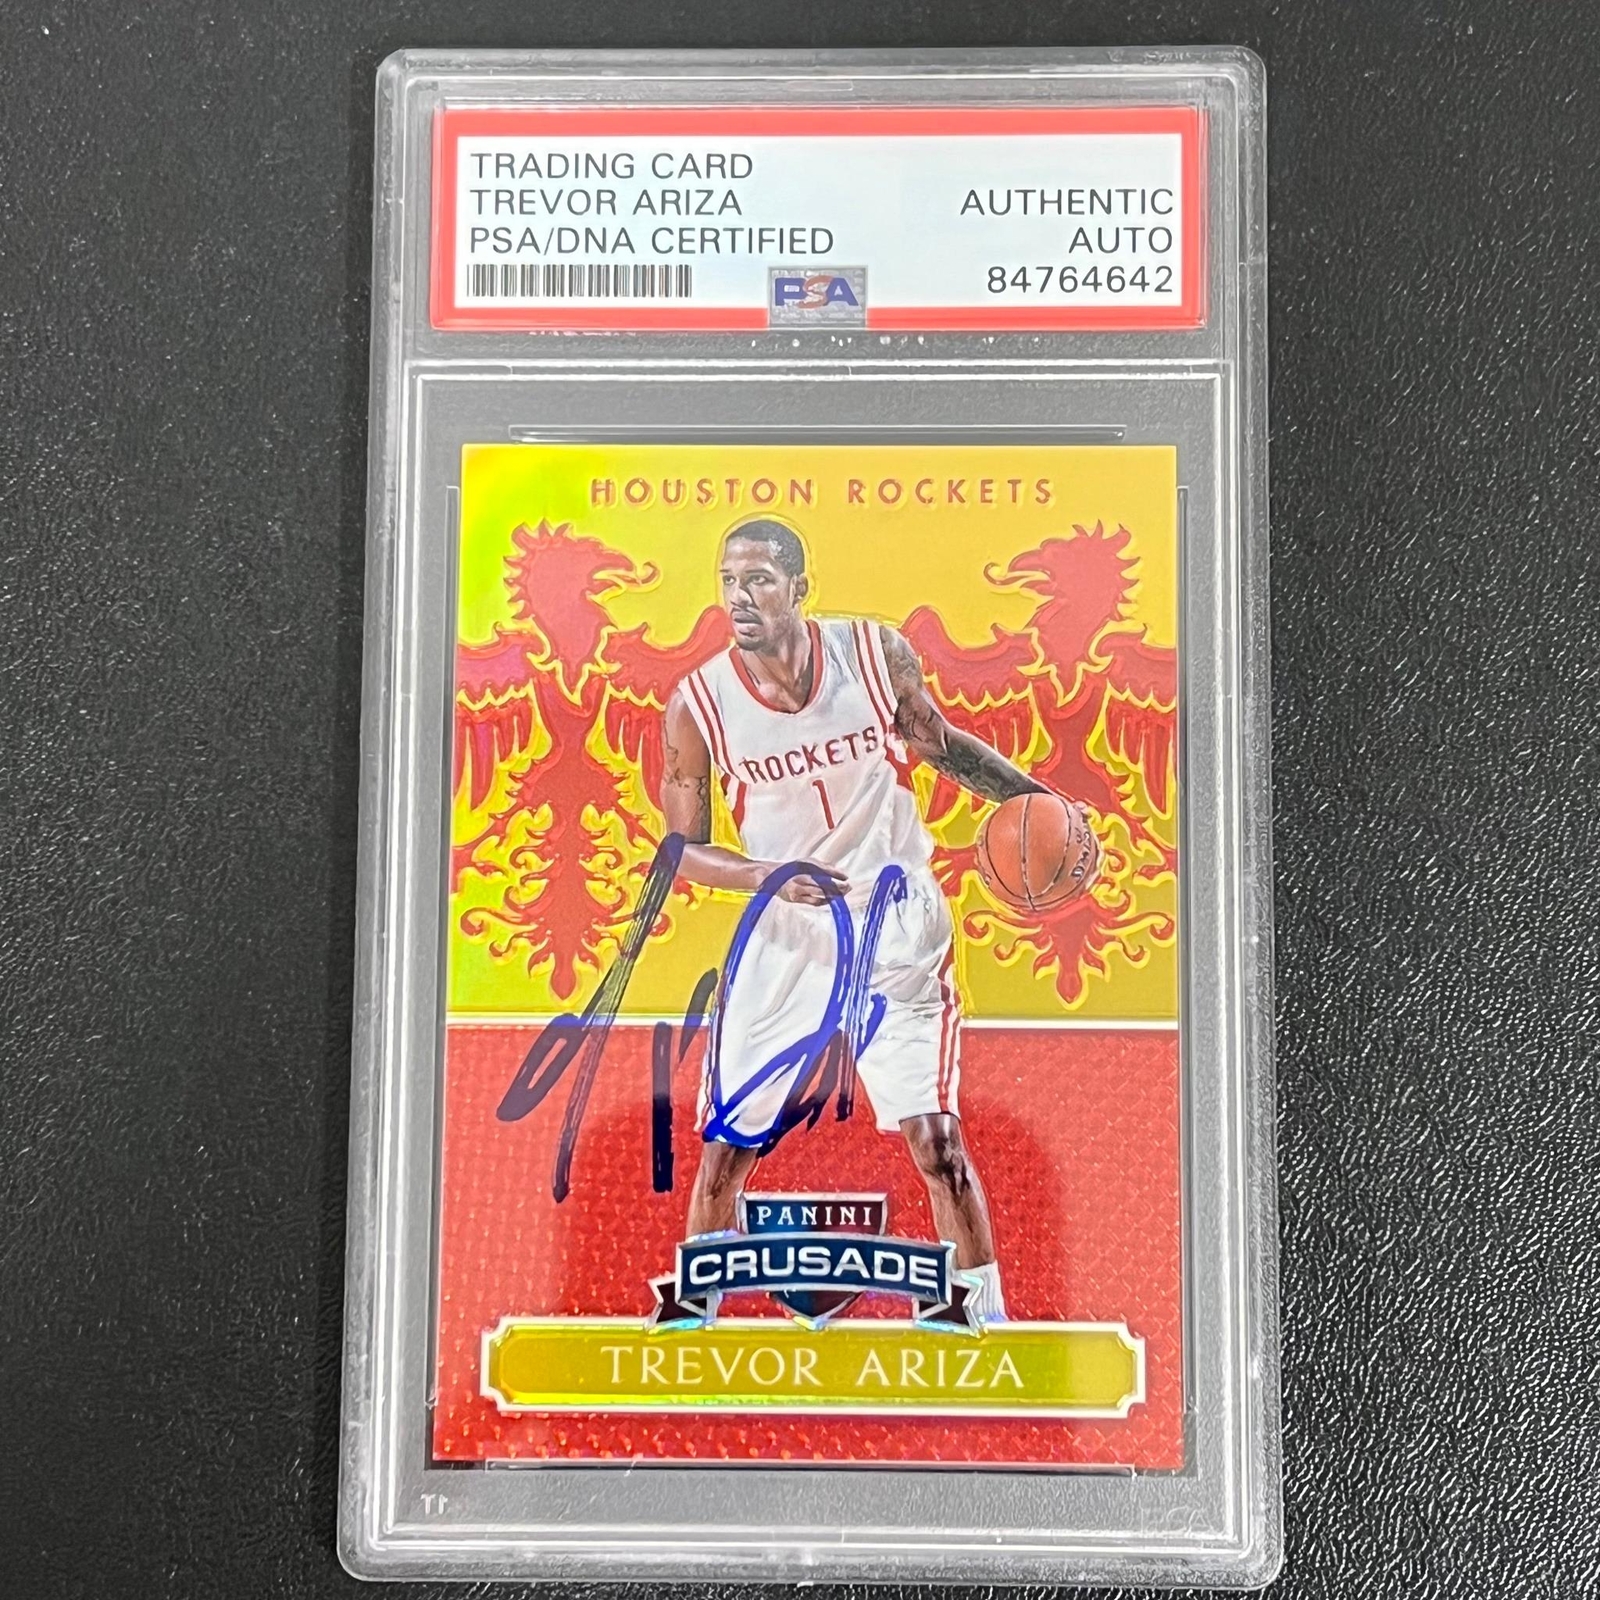 TRADING CARD
TREVOR ARIZA
PSA/DNA CERTIFIED
AUTHENTIC
AUTO
84764642
PSA
HOUSTON ROCKETS
ROCKETS
1
PANINI
CRUSADE
TREVOR ARIZA